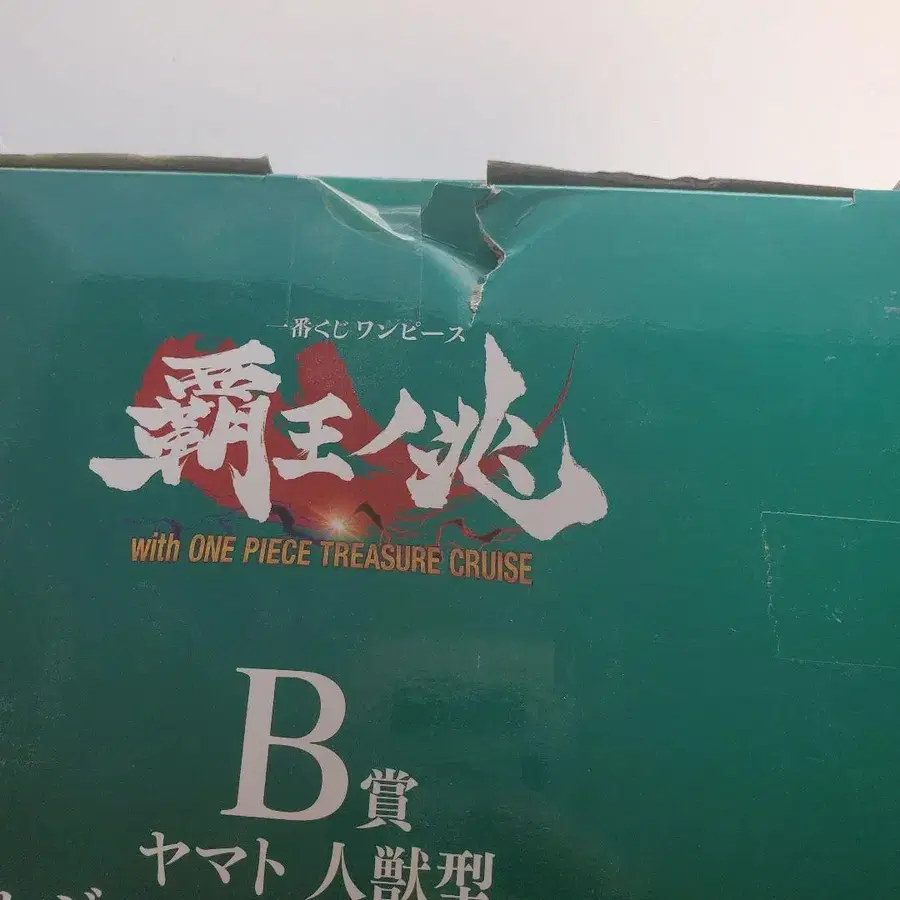 一番くじ ワンピース
覇王ノ兆
with ONE PIECE TREASURE CRUISE
B賞
ヤマト 人獣型